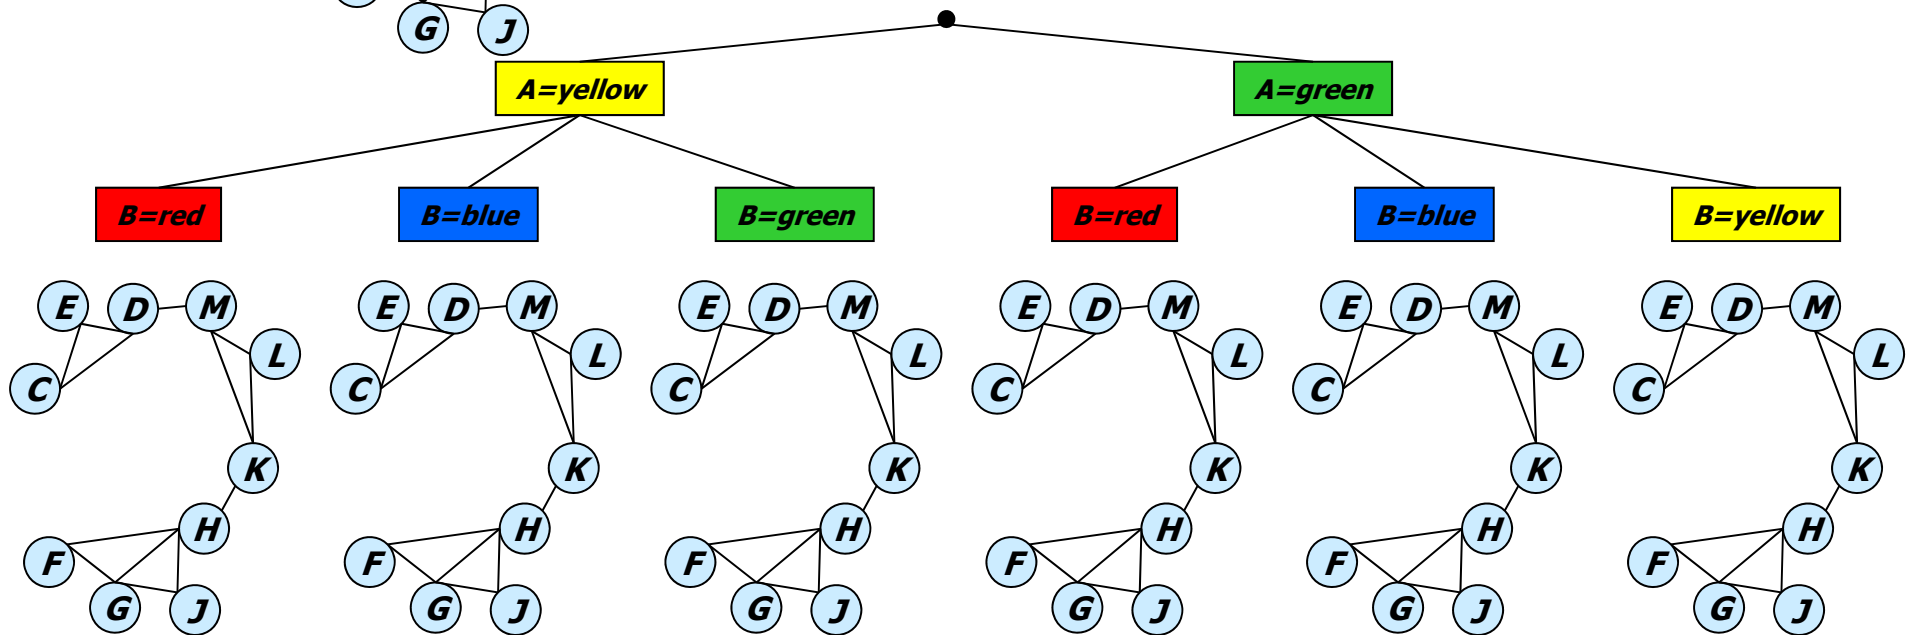 G J
A=yellow A=green
B=red B=blue B=green B=red B=blue B=yellow
E D M E D M E D M E D M E D M E D M
L L L L L L
C C C C C C
K K K K K K
H H H H H H
F F F F F F
G J G J G J G J G J G J